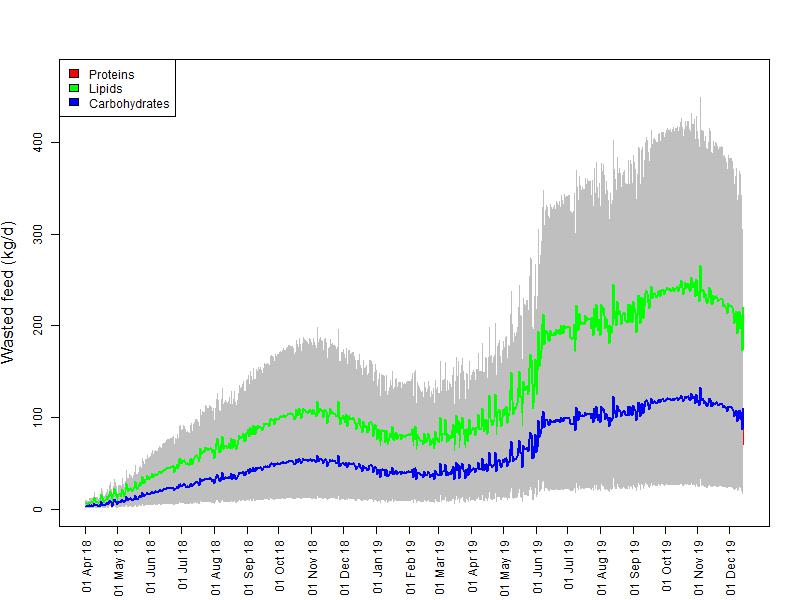 Proteins
Lipids
Carbohydrates
Wasted feed (kg/d)
400
300
200
100
0
01 Apr 18
01 May 18
01 Jun 18
01 Jul 18
01 Aug 18
01 Sep 18
01 Oct 18
01 Nov 18
01 Dec 18
01 Jan 19
01 Feb 19
01 Mar 19
01 Apr 19
01 May 19
01 Jun 19
01 Jul 19
01 Aug 19
01 Sep 19
01 Oct 19
01 Nov 19
01 Dec 19